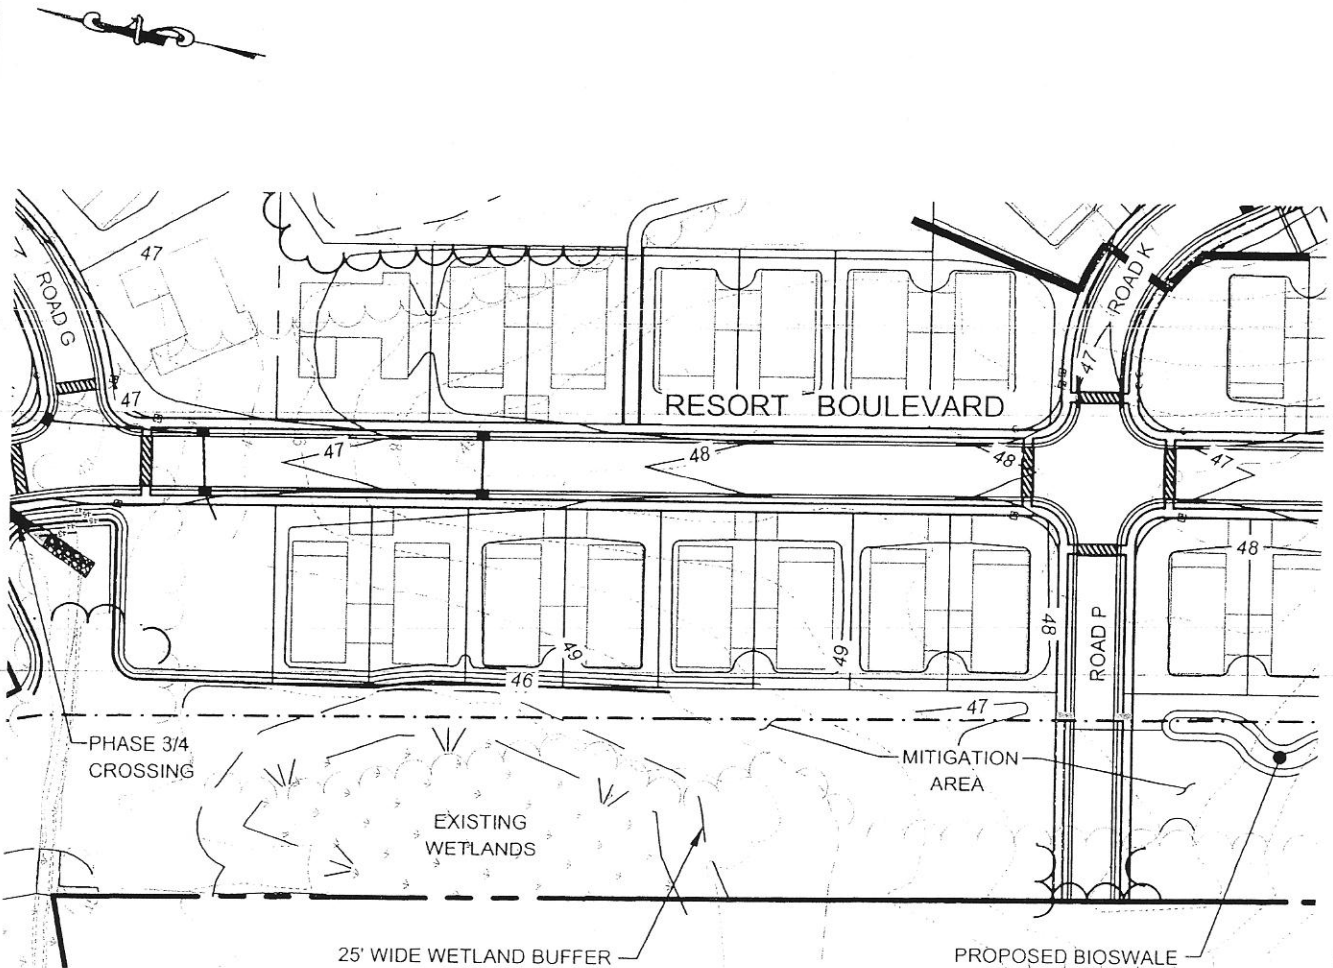 47
ROAD G
47
ROAD K
47
RESORT BOULEVARD
47
48
48
47
48
48
ROAD P
49
49
46
47
PHASE 3/4
CROSSING
MITIGATION
AREA
EXISTING
WETLANDS
25' WIDE WETLAND BUFFER
PROPOSED BIOSWALE